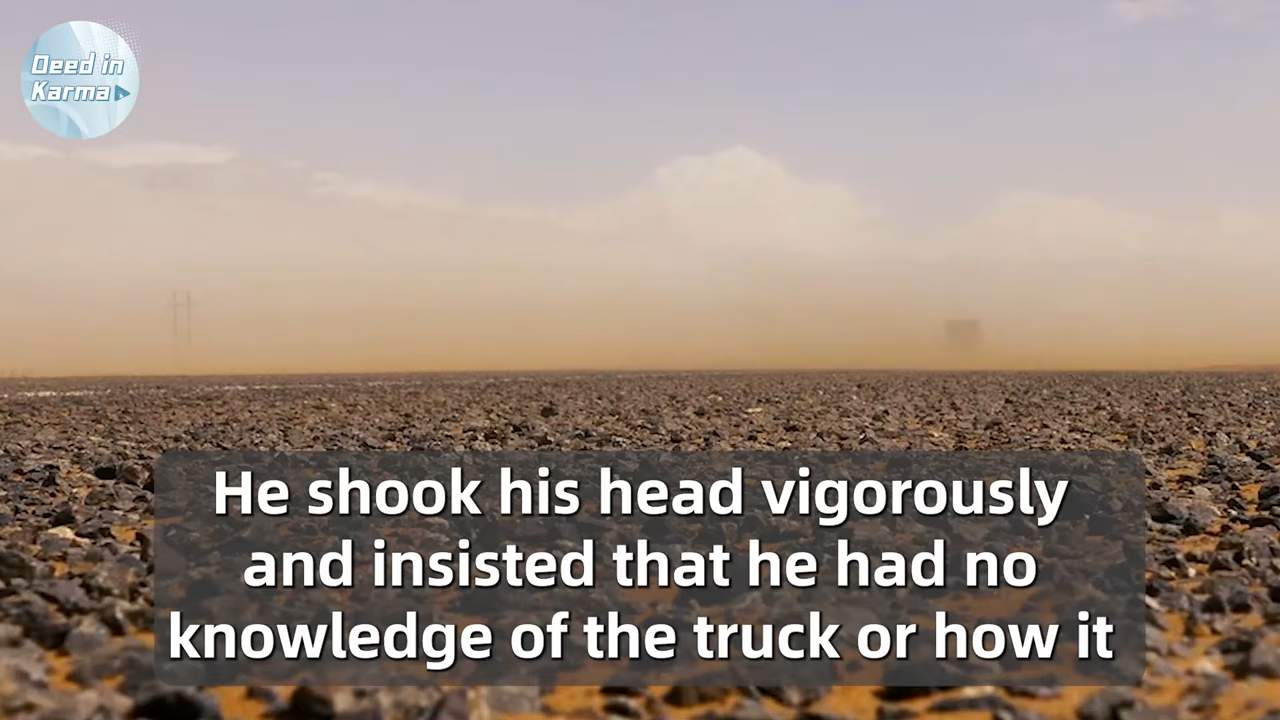 Deed in
Karma
He shook his head vigorously
and insisted that he had no
knowledge of the truck or how it